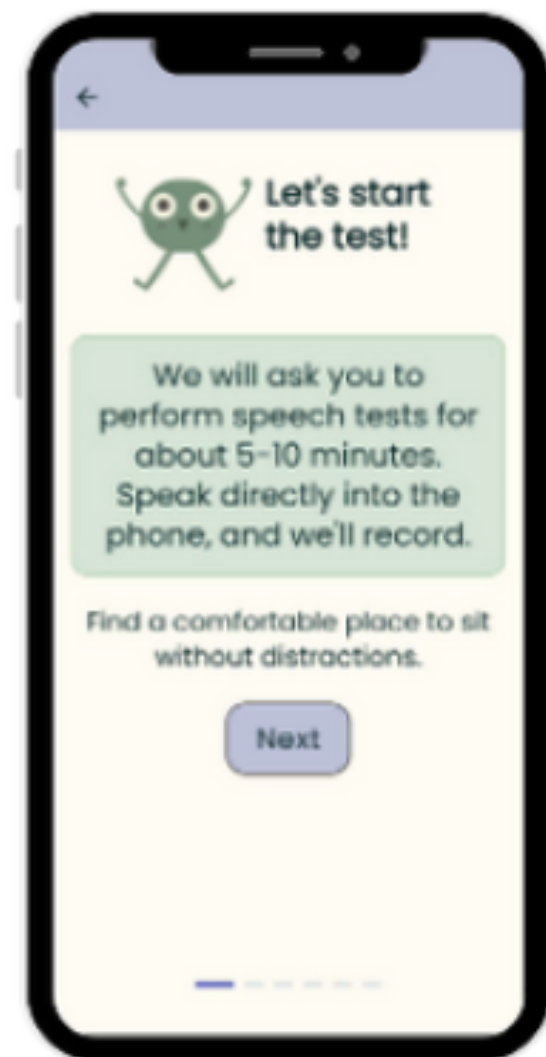 Let's start
the test!
We will ask you to
perform speech tests for
about 5-10 minutes.
Speak directly into the
phone, and we'll record.
Find a comfortable place to sit
without distractions.
Next